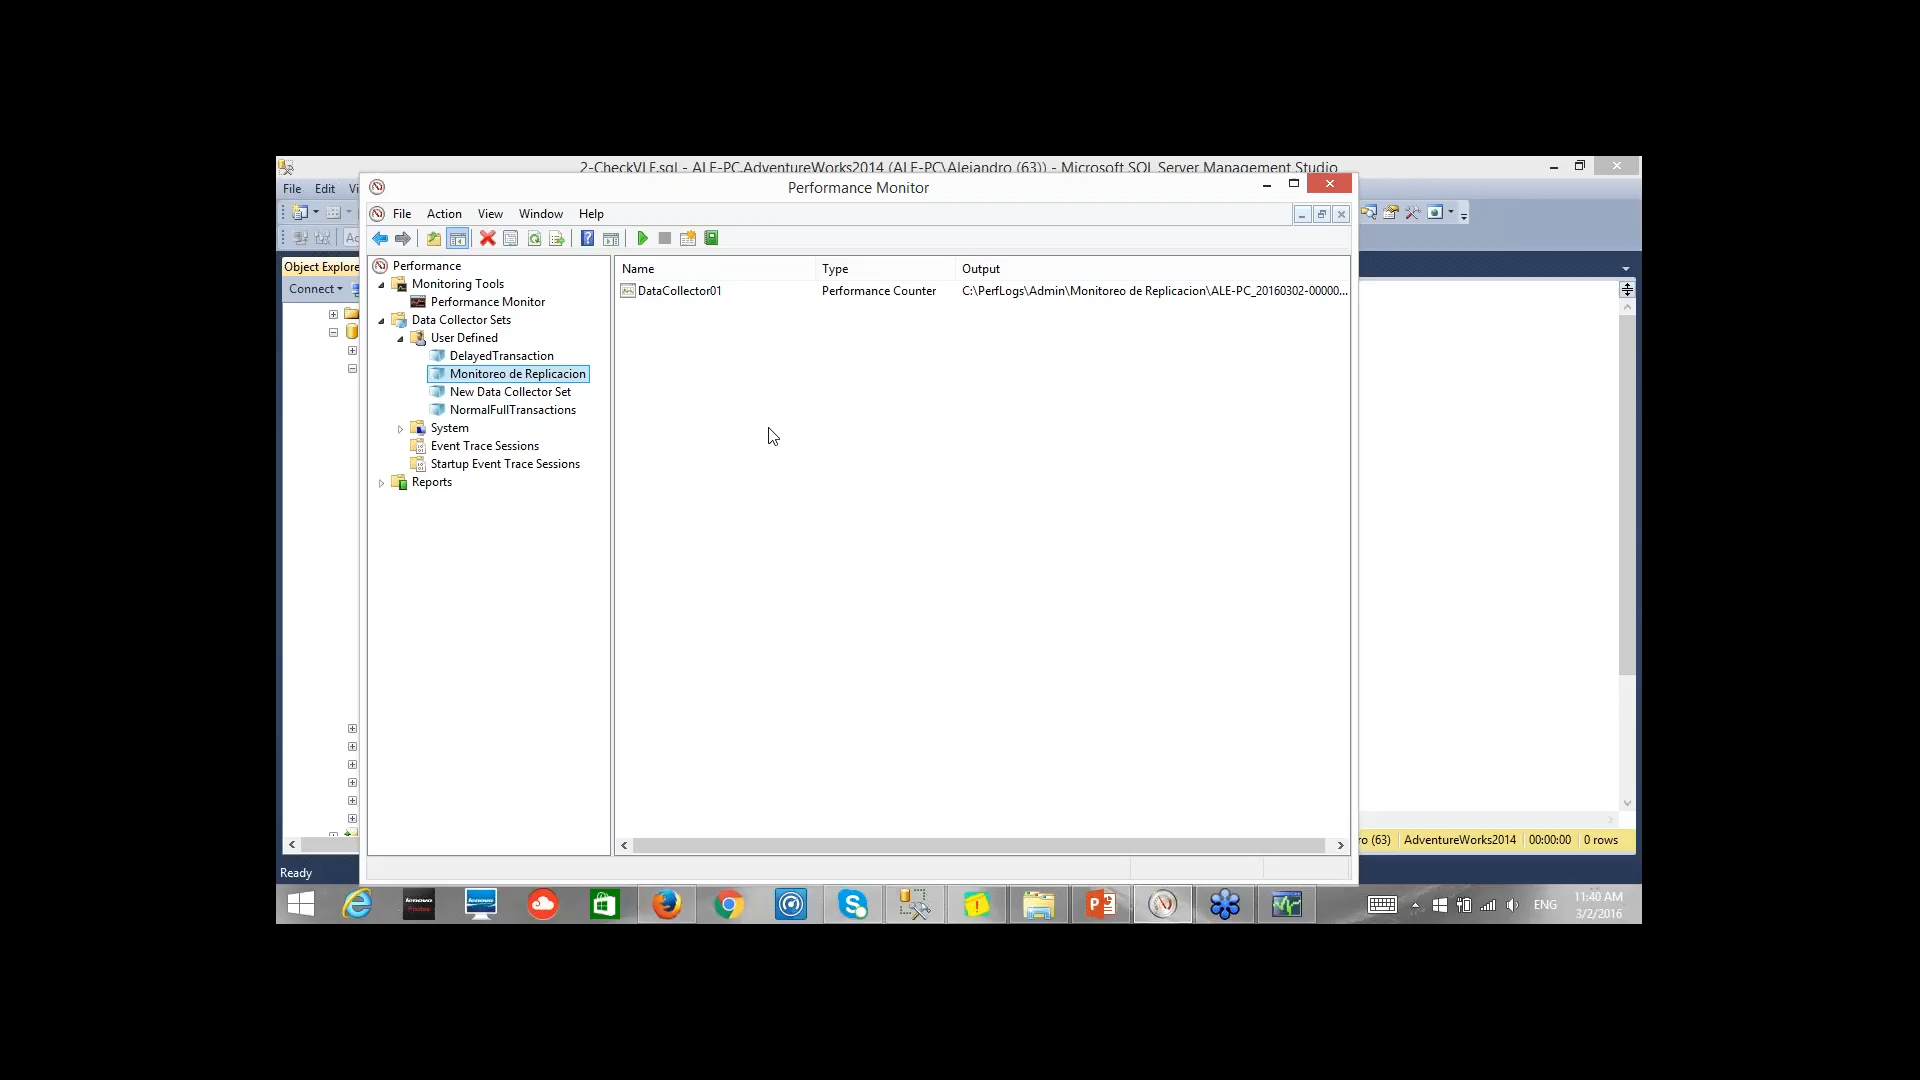 2-CheckVLF.sql - ALE-PC.AdventureWorks2014 (ALE-PC\Alejandro (63)) - Microsoft SQL Server Management Studio
File Edit
Performance Monitor
File Action View Window Help
Object Explore
Connect
Performance
Monitoring Tools
Performance Monitor
Data Collector Sets
User Defined
DelayedTransaction
Monitoreo de Replicacion
New Data Collector Set
NormalFullTransactions
System
Event Trace Sessions
Startup Event Trace Sessions
Reports
Name Type Output
DataCollector01 Performance Counter C:\PerfLogs\Admin\Monitoreo de Replicacion\ALE-PC_20160302-00000...
ro (63) AdventureWorks2014 00:00:00 0 rows
Ready
lenovo
lenovo
ENG
11:40 AM
3/2/2016